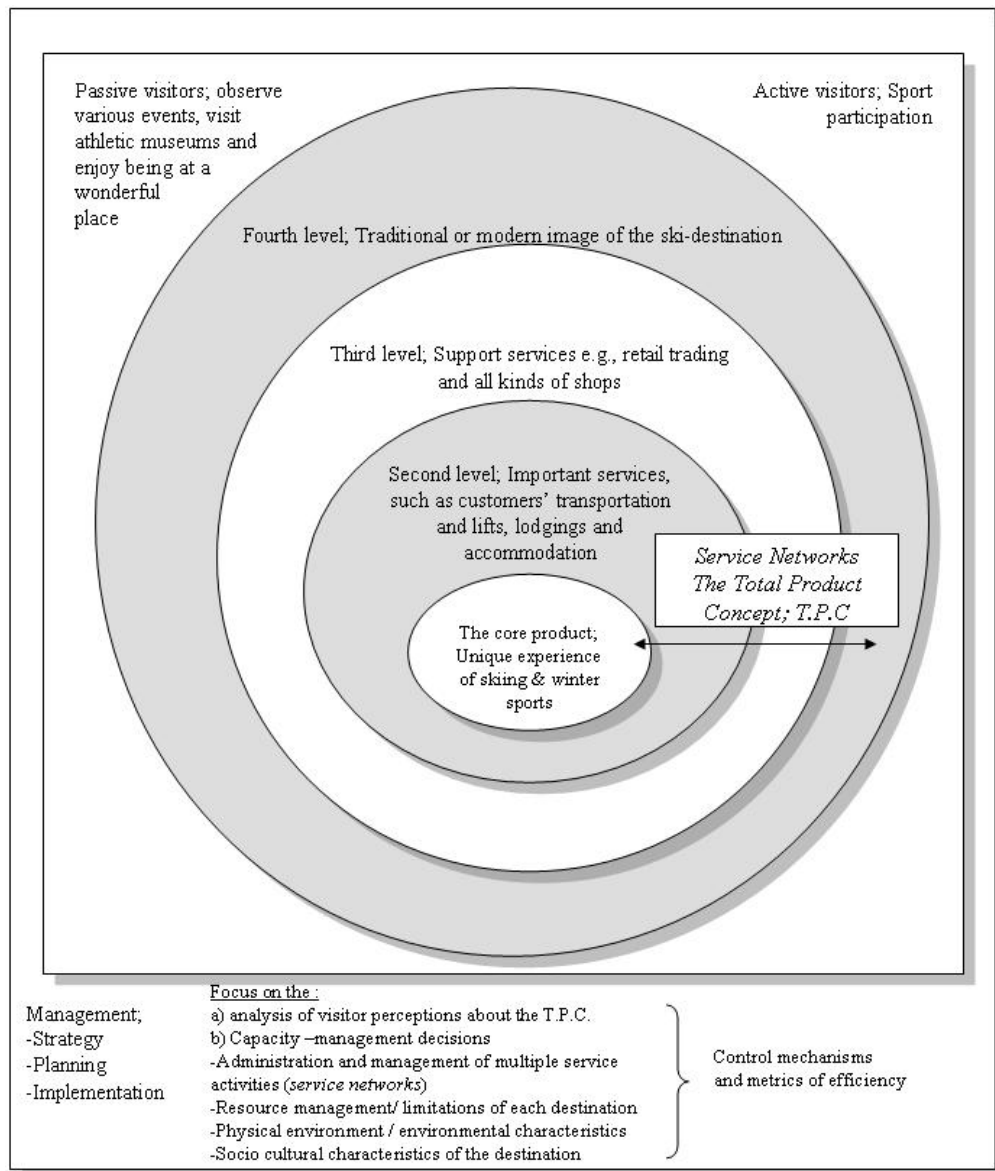 Passive visitors; observe
various events, visit
athletic museums and
enjoy being at a
wonderful
place
Active visitors; Sport
participation
Fourth level; Traditional or modern image of the ski-destination
Third level; Support services e.g., retail trading
and all kinds of shops
Second level; Important services,
such as customers’ transportation
and lifts, lodgings and
accommodation
Service Networks
The Total Product
Concept; T.P.C
The core product;
Unique experience
of skiing & winter
sports
Management;
-Strategy
-Planning
-Implementation
Focus on the :
a) analysis of visitor perceptions about the T.P.C.
b) Capacity –management decisions
-Administration and management of multiple service
activities (service networks)
-Resource management/ limitations of each destination
-Physical environment / environmental characteristics
-Socio cultural characteristics of the destination
Control mechanisms
and metrics of efficiency